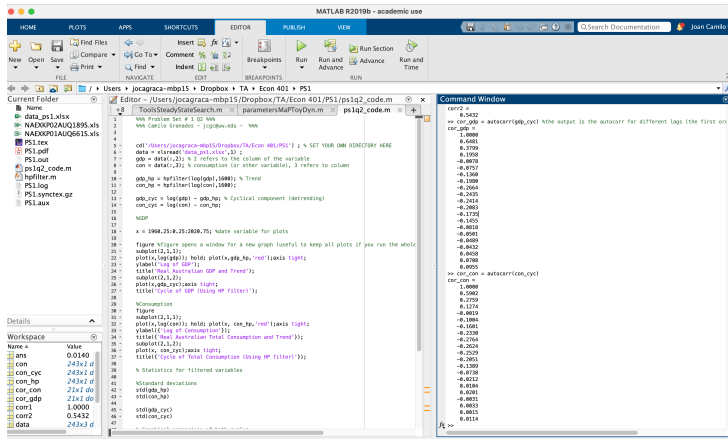 MATLAB R2019b - academic use
HOME PLOTS APPS SHORTCUTS EDITOR PUBLISH VIEW
Search Documentation Joan Camilo
New Open Save
Find Files
Compare
Print
Go To
Find
Insert fx
Comment %
Indent
Breakpoints
Run
Run and Advance
Run Section
Advance
Run and Time
FILE NAVIGATE EDIT BREAKPOINTS RUN
/ Users jocagraca-mbp15 Dropbox TA Econ 401 PS1
Current Folder
Name
data_ps1.xlsx
NAEXKP02AUQ189S.xls
NAEXKP04AUQ661S.xls
PS1.tex
PS1.pdf
PS1.out
ps1q2_code.m
hpfilter.m
PS1.log
PS1.synctex.gz
PS1.aux
Details
Workspace
Name Value
ans 0.0140
con 243x1 d
con_cyc 243x1 d
con_hp 243x1 d
cor_con 21x1 do
cor_gdp 21x1 do
corr1 1.0000
corr2 0.5432
data 243x3 d
Editor - /Users/jocagraca-mbp15/Dropbox/TA/Econ 401/PS1/ps1q2_code.m
+8 ToolsSteadyStateSearch.m parametersMapToyDyn.m ps1q2_code.m +
%%% Problem Set # 1 Q2 %%%
%%% Camilo Granados - jcgc@uw.edu - %%%
cd('/Users/jocagraca-mbp15/Dropbox/TA/Econ 401/PS1') ; % SET YOUR OWN DIRECTORY HERE
data = xlsread('data_ps1.xlsx',1) ;
gdp = data(:,2); % 2 refers to the column of the variable
con = data(:,3); % consumption (or other variable), 3 refers to column
gdp_hp = hpfilter(log(gdp),1600); % Trend
con_hp = hpfilter(log(con),1600);
gdp_cyc = log(gdp) - gdp_hp; % Cyclical component (detrending)
con_cyc = log(con) - con_hp;
%GDP
x = 1960.25:0.25:2020.75; %date variable for plots
figure %figure opens a window for a new graph (useful to keep all plots if you run the whole
subplot(2,1,1);
plot(x,log(gdp)); hold; plot(x,gdp_hp,'red');axis tight;
ylabel('Log of GDP');
title('Real Australian GDP and Trend');
subplot(2,1,2);
plot(x,gdp_cyc);axis tight;
title('Cycle of GDP (Using HP filter)');
%Consumption
figure
subplot(2,1,1);
plot(x,log(con)); hold; plot(x, con_hp,'red');axis tight;
ylabel({'Log of Consumption'});
title({'Real Australian Total Consumption and Trend'});
subplot(2,1,2);
plot(x, con_cyc);axis tight;
title({'Cycle of Total Consumption (Using HP filter)'});
% Statistics for filtered variables
%Standard deviations
std(gdp_hp)
std(con_hp)
std(gdp_cyc)
std(con_cyc)
Command Window
corr2 =
0.5432
>> cor_gdp = autocorr(gdp_cyc) %the output is the autocorr for different lags (the first on
cor_gdp =
1.0000
0.6481
0.3799
0.1958
-0.0078
-0.0757
-0.1360
-0.1980
-0.2664
-0.2435
-0.2414
-0.2083
-0.1735
-0.1455
-0.0818
-0.0501
-0.0489
-0.0432
0.0458
0.0708
0.0955
>> cor_con = autocorr(con_cyc)
cor_con =
1.0000
0.5902
0.2759
0.1274
-0.0019
-0.1004
-0.1601
-0.2330
-0.2764
-0.2624
-0.2529
-0.2051
-0.1389
-0.0738
-0.0212
0.0104
0.0201
-0.0031
0.0033
0.0015
0.0114
fx >>